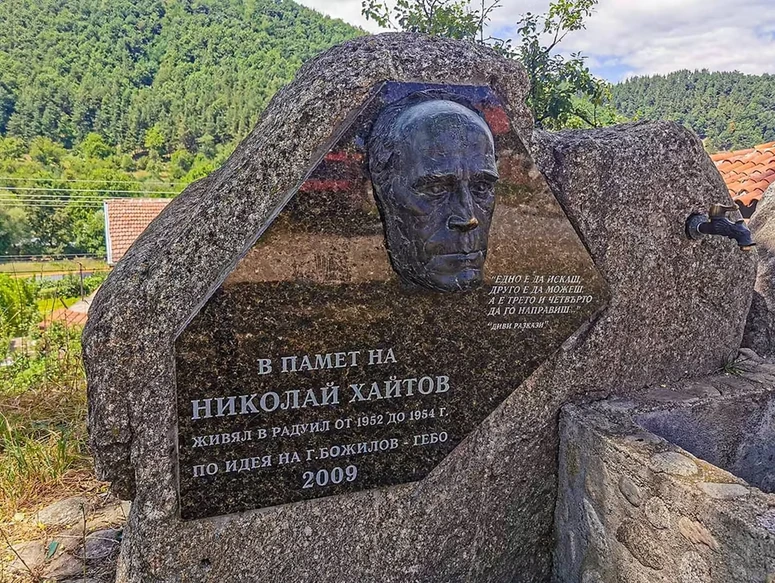 "ЕДНО Е ДА ИСКАШ,
ДРУГО Е ДА МОЖЕШ
А Е ТРЕТО И ЧЕТВЪРТО
ДА ГО НАПРАВИШ..."
"ДИВИ РАЗКАЗИ"
В ПАМЕТ НА
НИКОЛАЙ ХАЙТОВ
ЖИВЯЛ В РАДУИЛ ОТ 1952 ДО 1954 Г.
ПО ИДЕЯ НА Г. БОЖИЛОВ - ГЕБО
2009